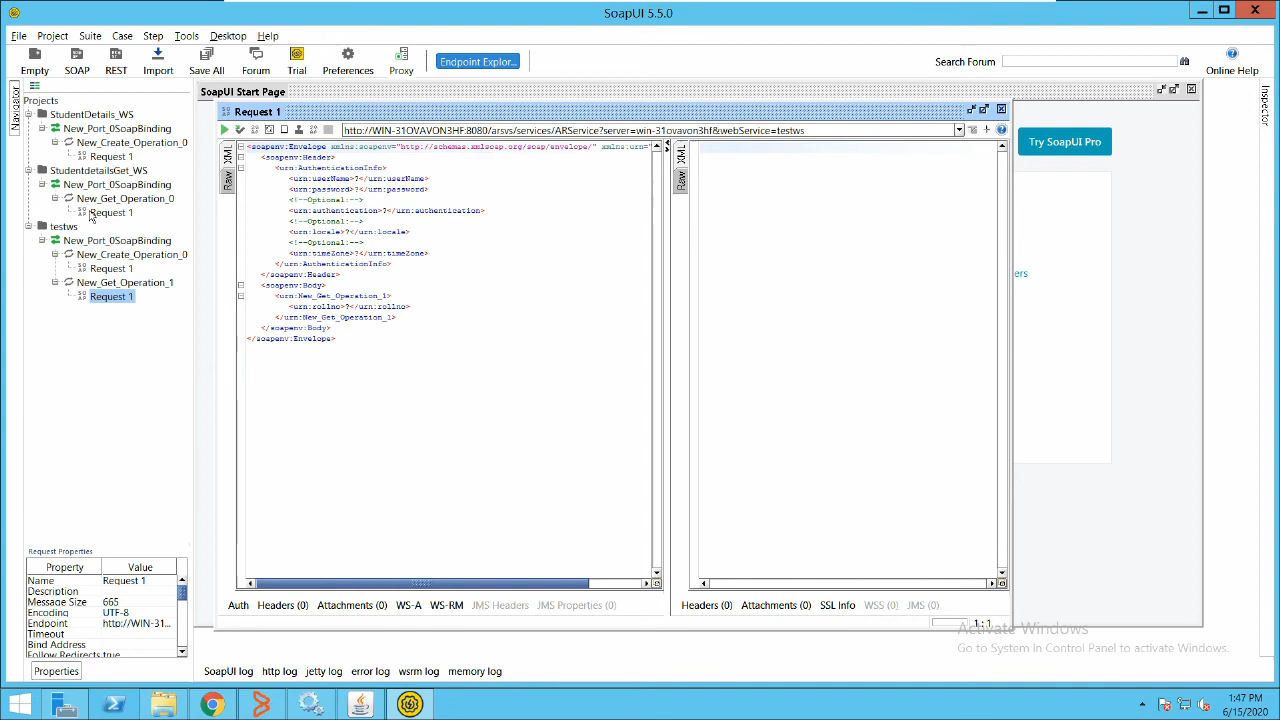 SoapUI 5.5.0
File Project Suite Case Step Tools Desktop Help
Empty SOAP REST Import Save All Forum Trial Preferences Proxy
Endpoint Explor...
Search Forum
Online Help
Navigator
Projects
StudentDetails_WS
New_Port_0SoapBinding
New_Create_Operation_0
Request 1
StudentdetailsGet_WS
New_Port_0SoapBinding
New_Get_Operation_0
Request 1
testws
New_Port_0SoapBinding
New_Create_Operation_0
Request 1
New_Get_Operation_1
Request 1
Request Properties
Property Value
Name Request 1
Description
Message Size 665
Encoding UTF-8
Endpoint http://WIN-31...
Timeout
Bind Address
Follow Redirects true
Properties
SoapUI Start Page
Request 1
http://WIN-31OVAVON3HF:8080/arsvs/services/ARService?server=win-31ovavon3hf&webService=testws
XML
Raw
<soapenv:Envelope xmlns:soapenv="http://schemas.xmlsoap.org/soap/envelope/" xmlns:urn="
<soapenv:Header>
<urn:AuthenticationInfo>
<urn:userName>?</urn:userName>
<urn:password>?</urn:password>
<!--Optional:-->
<urn:authentication>?</urn:authentication>
<!--Optional:-->
<urn:locale>?</urn:locale>
<!--Optional:-->
<urn:timeZone>?</urn:timeZone>
</urn:AuthenticationInfo>
</soapenv:Header>
<soapenv:Body>
<urn:New_Get_Operation_1>
<urn:rollno>?</urn:rollno>
</urn:New_Get_Operation_1>
</soapenv:Body>
</soapenv:Envelope>
Auth Headers (0) Attachments (0) WS-A WS-RM JMS Headers JMS Properties (0)
XML
Raw
Headers (0) Attachments (0) SSL Info WSS (0) JMS (0)
1:1
Try SoapUI Pro
ers
Inspector
Activate Windows
Go to System in Control Panel to activate Windows.
SoapUI log http log jetty log error log wsrm log memory log
1:47 PM
6/15/2020